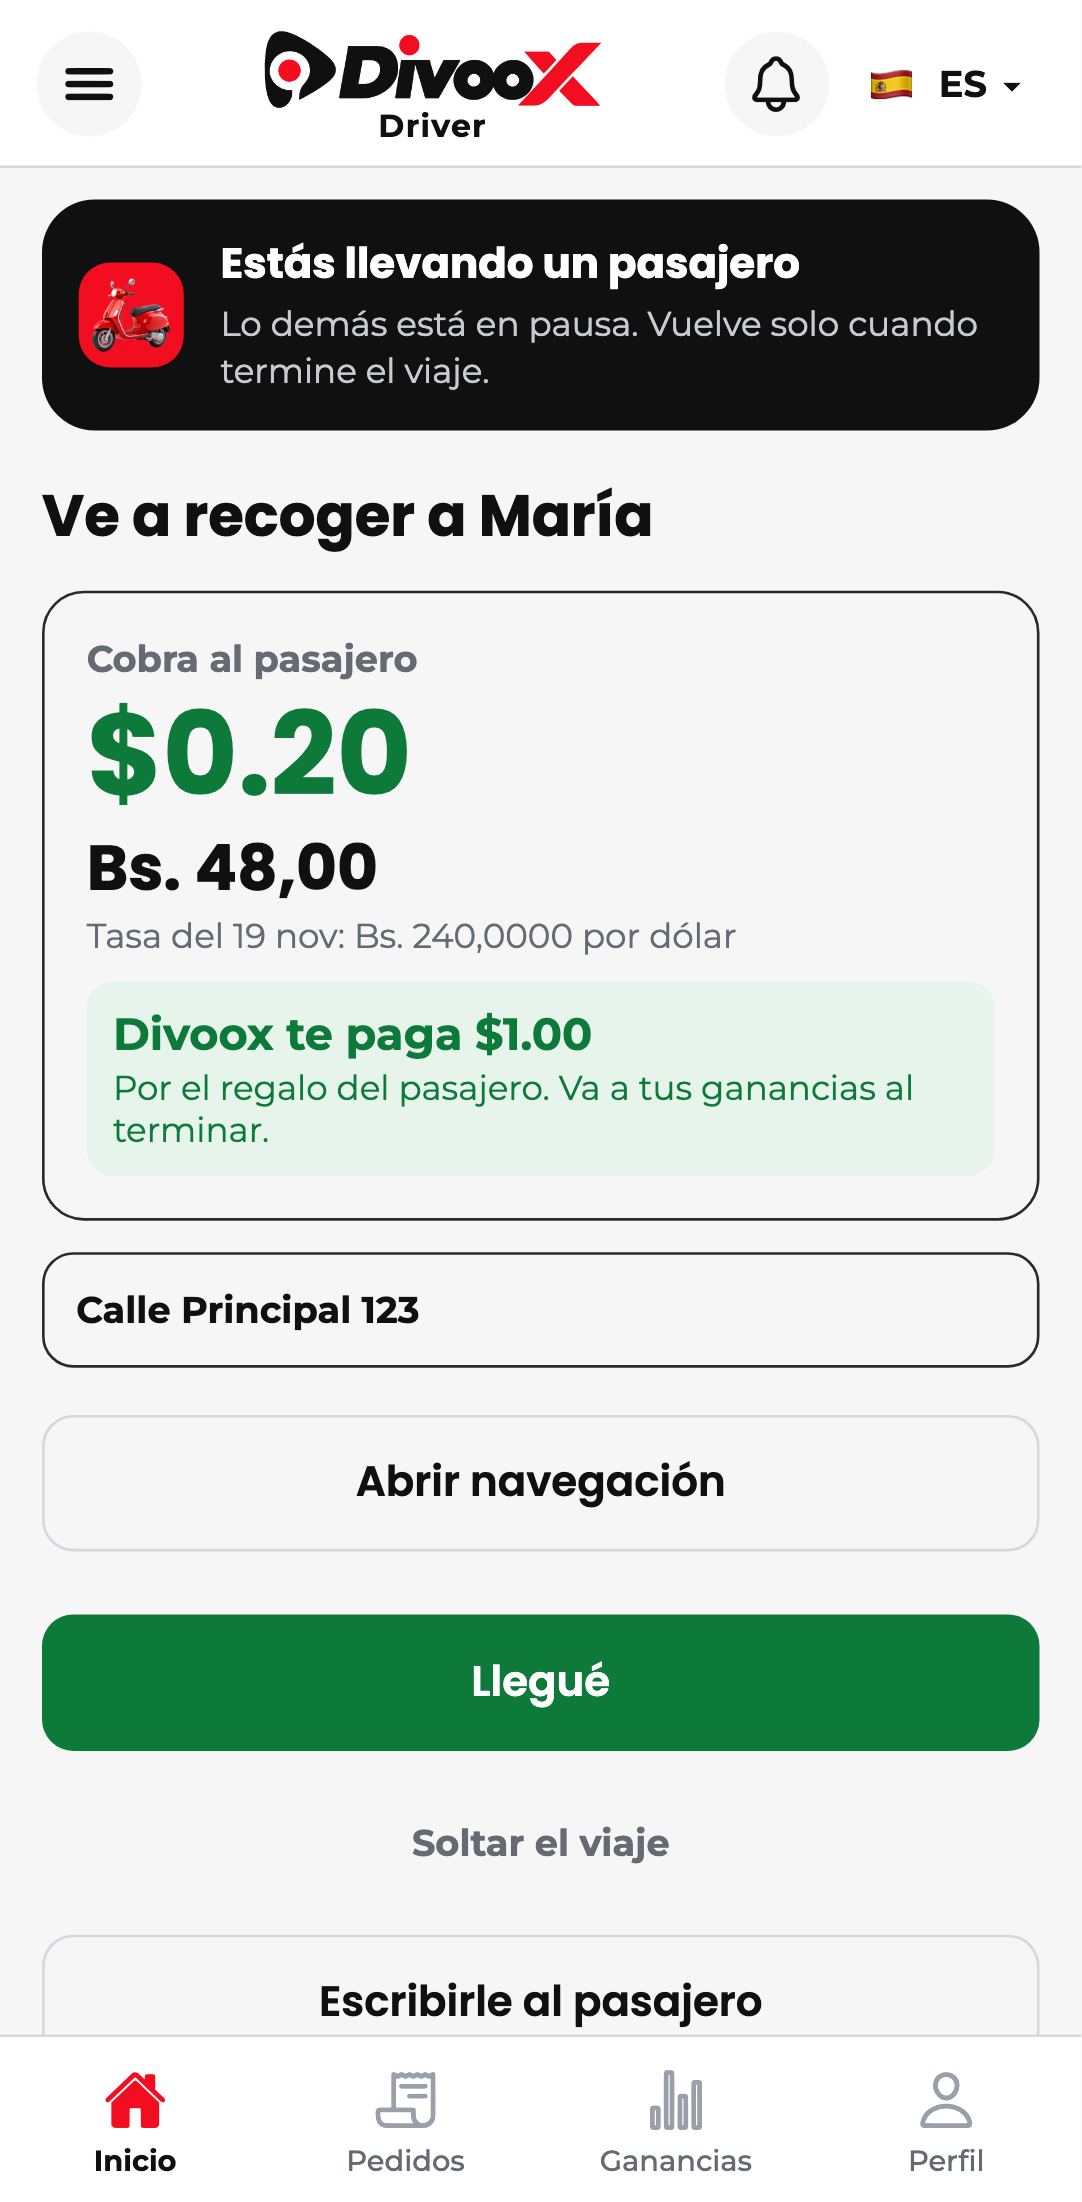 DivooX
Driver
ES
Estás llevando un pasajero
Lo demás está en pausa. Vuelve solo cuando
termine el viaje.
Ve a recoger a María
Cobra al pasajero
$0.20
Bs. 48,00
Tasa del 19 nov: Bs. 240,0000 por dólar
Divoox te paga $1.00
Por el regalo del pasajero. Va a tus ganancias al
terminar.
Calle Principal 123
Abrir navegación
Llegué
Soltar el viaje
Escribirle al pasajero
Inicio
Pedidos
Ganancias
Perfil